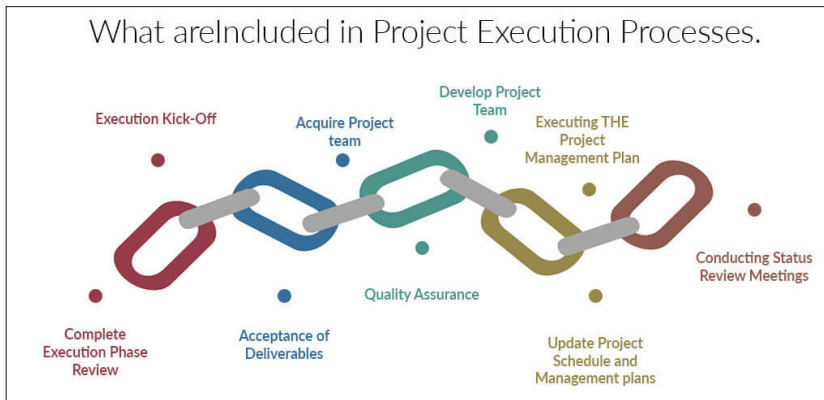 What areIncluded in Project Execution Processes.
Execution Kick-Off
Acquire Project
team
Develop Project
Team
Executing THE
Project
Management Plan
Conducting Status
Review Meetings
Quality Assurance
Complete
Execution Phase
Review
Acceptance of
Deliverables
Update Project
Schedule and
Management plans